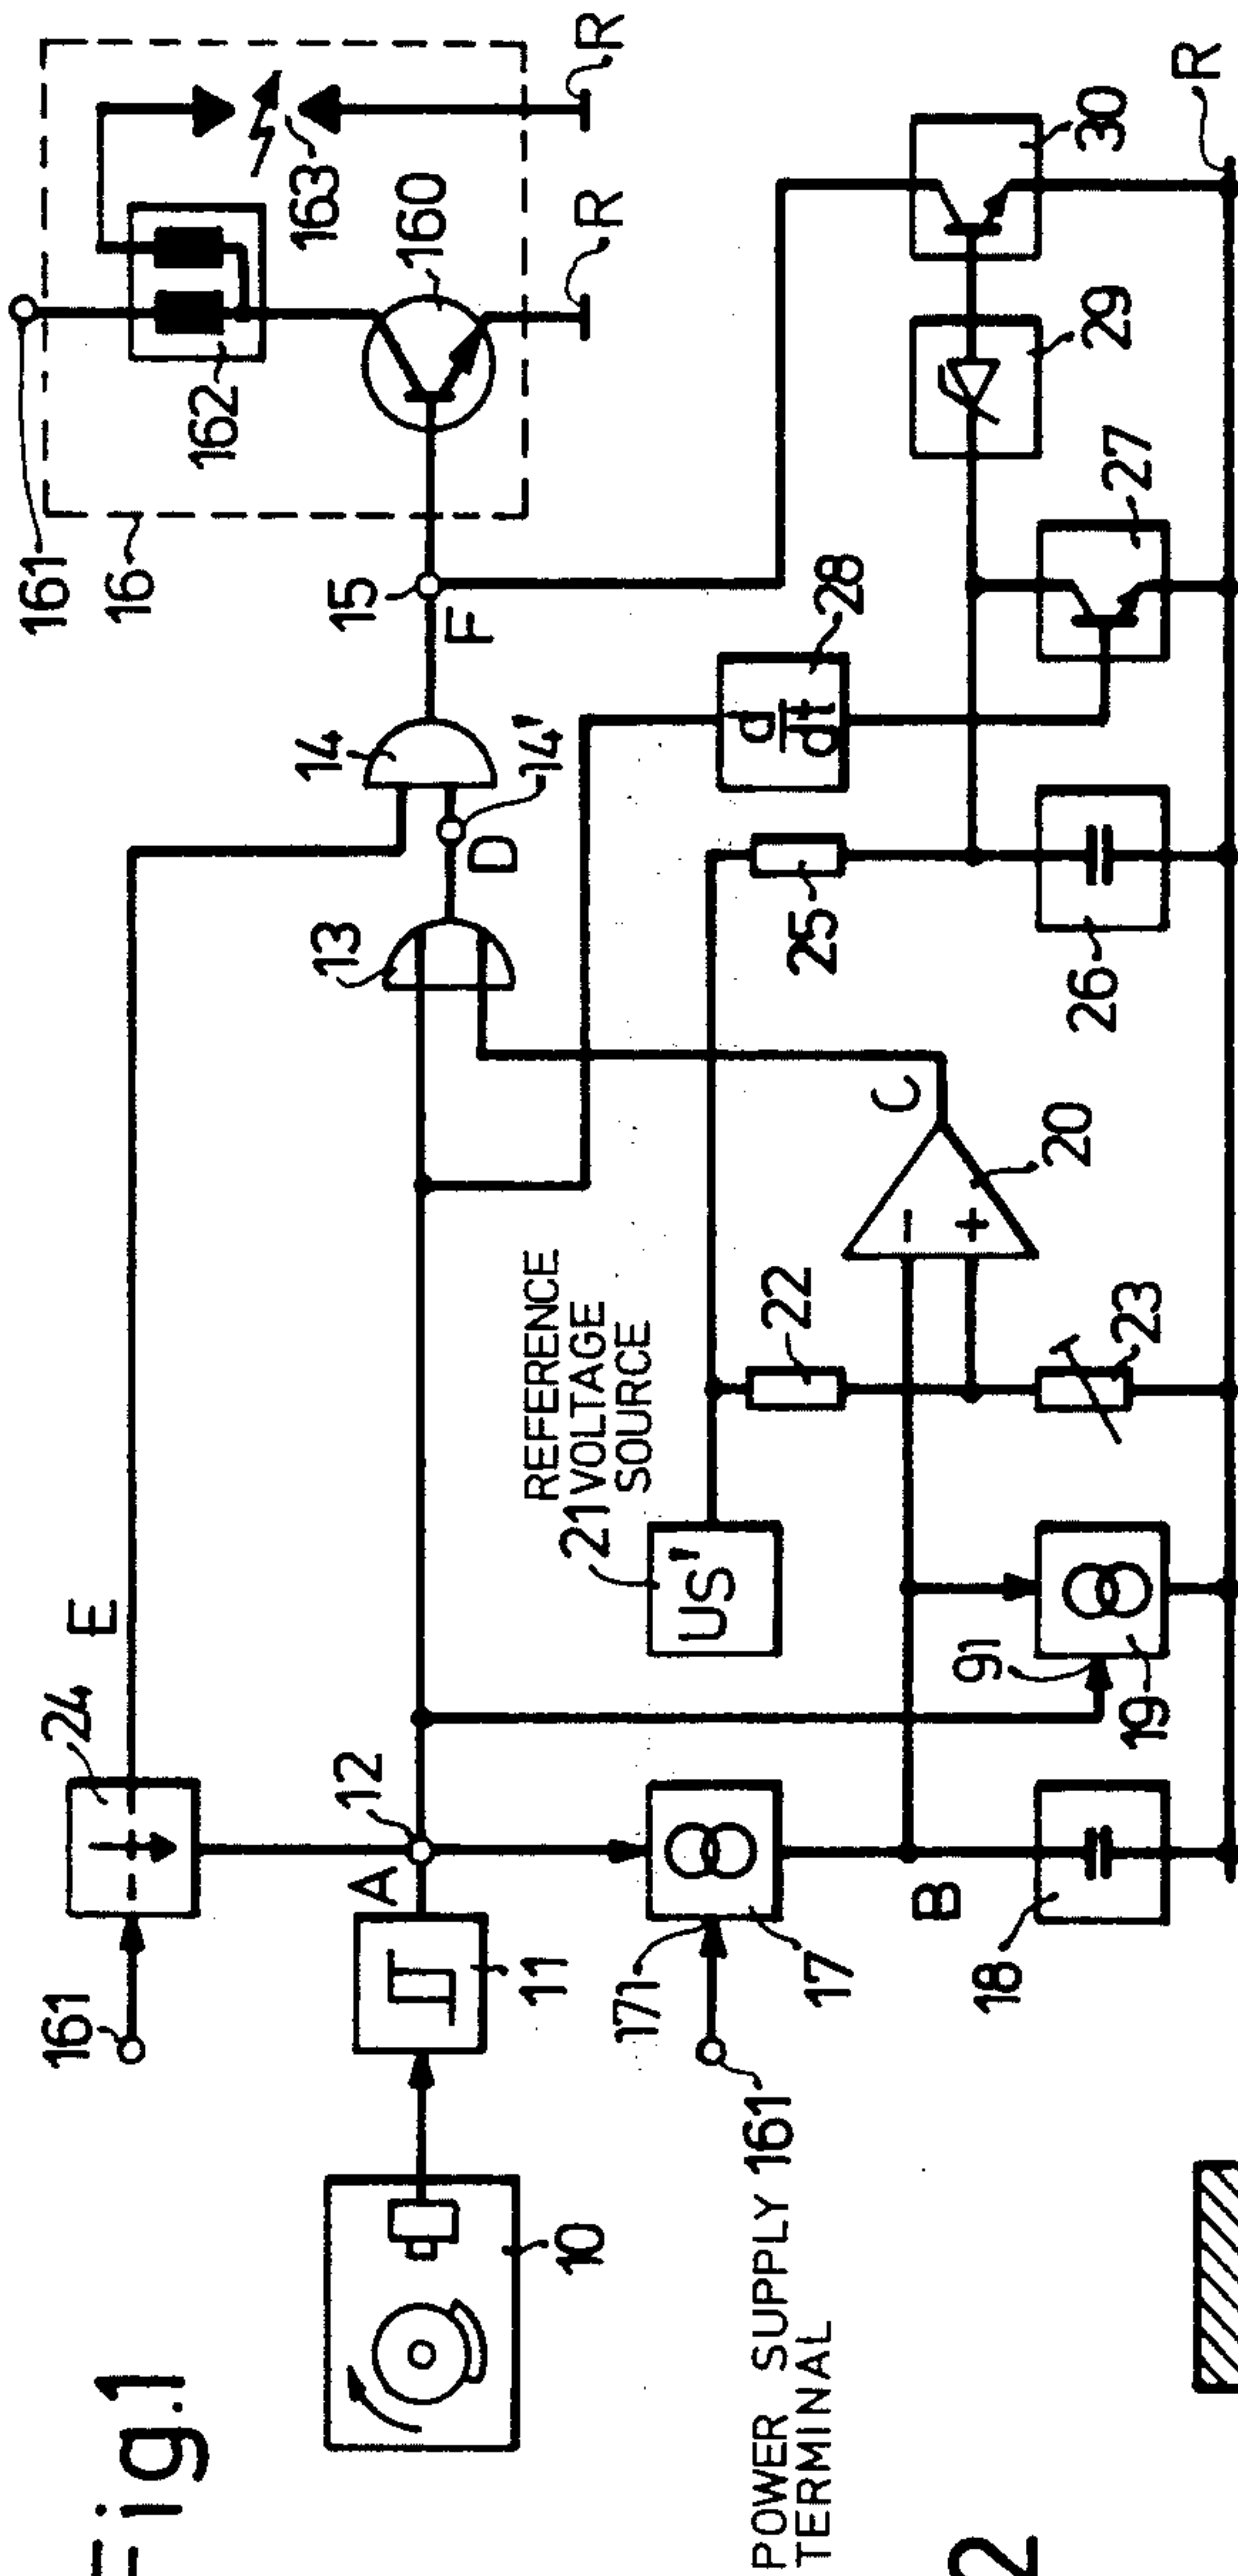 Fig.1
161
24
E
A
12
10
11
13
14
14'
D
15
F
16
161
162
163
160
R
R
REFERENCE
VOLTAGE
SOURCE
21
US'
171
17
POWER SUPPLY 161
TERMINAL
22
25
d
dt
28
B
18
91
19
-
+
20
C
23
26
27
29
30
R
2